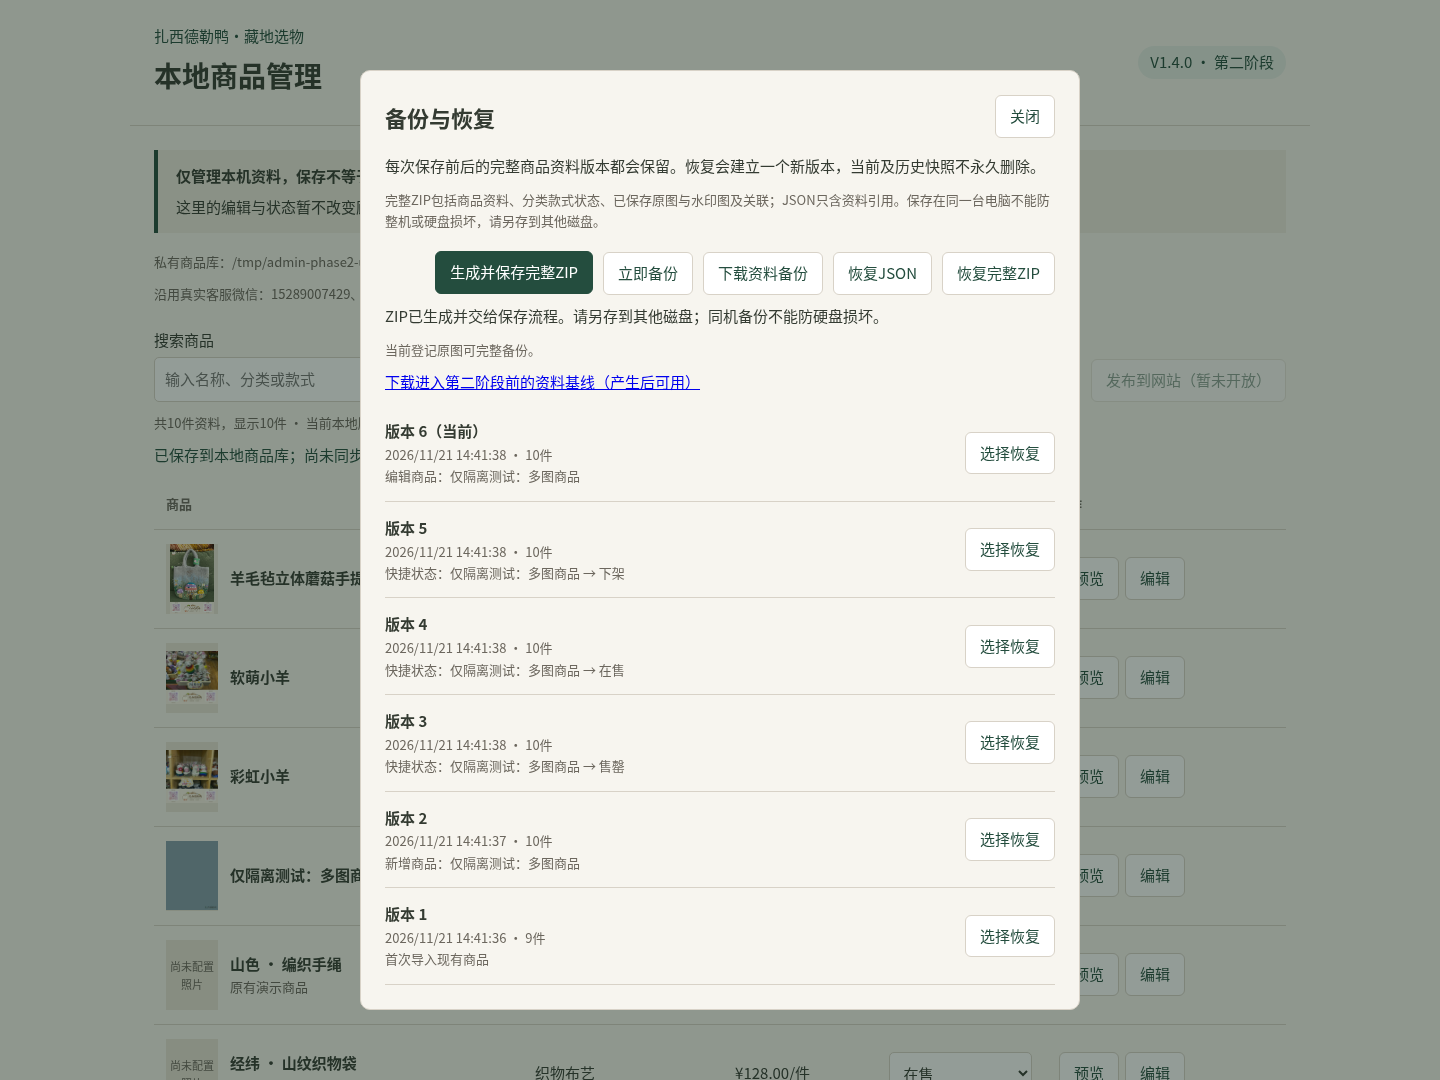 扎西德勒鸭·藏地选物
本地商品管理
V1.4.0 · 第二阶段
仅管理本机资料，保存不等于
这里的编辑与状态暂不改变
私有商品库：/tmp/admin-phase2-
沿用真实客服微信：15289007429、
搜索商品
输入名称、分类或款式
发布到网站（暂未开放）
共10件资料，显示10件 · 当前本地
已保存到本地商品库；尚未同步
商品
羊毛毡立体蘑菇手提
预览
编辑
软萌小羊
预览
编辑
彩虹小羊
预览
编辑
仅隔离测试：多图商
预览
编辑
尚未配置
照片
山色 · 编织手绳
原有演示商品
预览
编辑
尚未配置
经纬 · 山纹织物袋
织物布艺
¥128.00/件
在售
预览
编辑
备份与恢复
关闭
每次保存前后的完整商品资料版本都会保留。恢复会建立一个新版本，当前及历史快照不永久删除。
完整ZIP包括商品资料、分类款式状态、已保存原图与水印图及关联；JSON只含资料引用。保存在同一台电脑不能防
整机或硬盘损坏，请另存到其他磁盘。
生成并保存完整ZIP
立即备份
下载资料备份
恢复JSON
恢复完整ZIP
ZIP已生成并交给保存流程。请另存到其他磁盘；同机备份不能防硬盘损坏。
当前登记原图可完整备份。
下载进入第二阶段前的资料基线（产生后可用）
版本 6（当前）
2026/11/21 14:41:38 · 10件
编辑商品：仅隔离测试：多图商品
选择恢复
版本 5
2026/11/21 14:41:38 · 10件
快捷状态：仅隔离测试：多图商品 → 下架
选择恢复
版本 4
2026/11/21 14:41:38 · 10件
快捷状态：仅隔离测试：多图商品 → 在售
选择恢复
版本 3
2026/11/21 14:41:38 · 10件
快捷状态：仅隔离测试：多图商品 → 售罄
选择恢复
版本 2
2026/11/21 14:41:37 · 10件
新增商品：仅隔离测试：多图商品
选择恢复
版本 1
2026/11/21 14:41:36 · 9件
首次导入现有商品
选择恢复